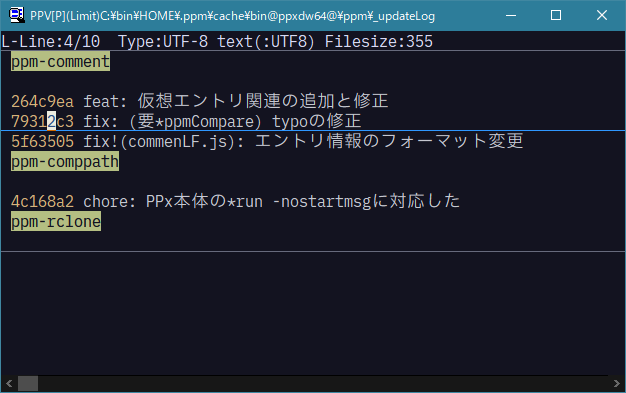 PPV[P](Limit)C:¥bin¥HOME¥.ppm¥cache¥bin@ppxdw64@¥ppm¥_updateLog
L-Line:4/10  Type:UTF-8 text(:UTF8) Filesize:355
ppm-comment
264c9ea feat: 仮想エントリ関連の追加と修正
79312c3 fix: (要*ppmCompare) typoの修正
5f63505 fix!(commenLF.js): エントリ情報のフォーマット変更
ppm-comppath
4c168a2 chore: PPx本体の*run -nostartmsgに対応した
ppm-rclone